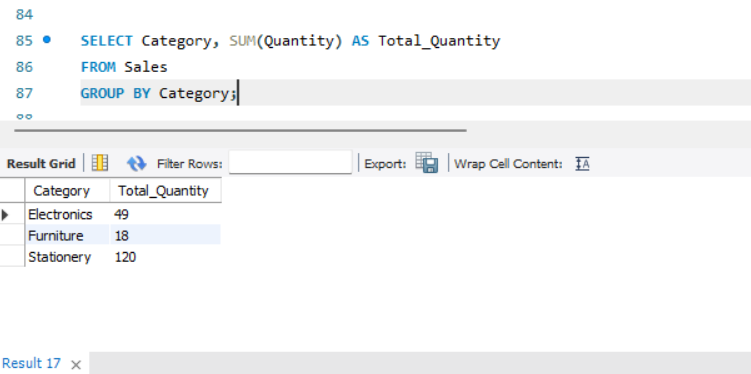 84
85 SELECT Category, SUM(Quantity) AS Total_Quantity
86 FROM Sales
87 GROUP BY Category;
88
Result Grid Filter Rows: Export: Wrap Cell Content: IA
Category Total_Quantity
Electronics 49
Furniture 18
Stationery 120
Result 17 ×